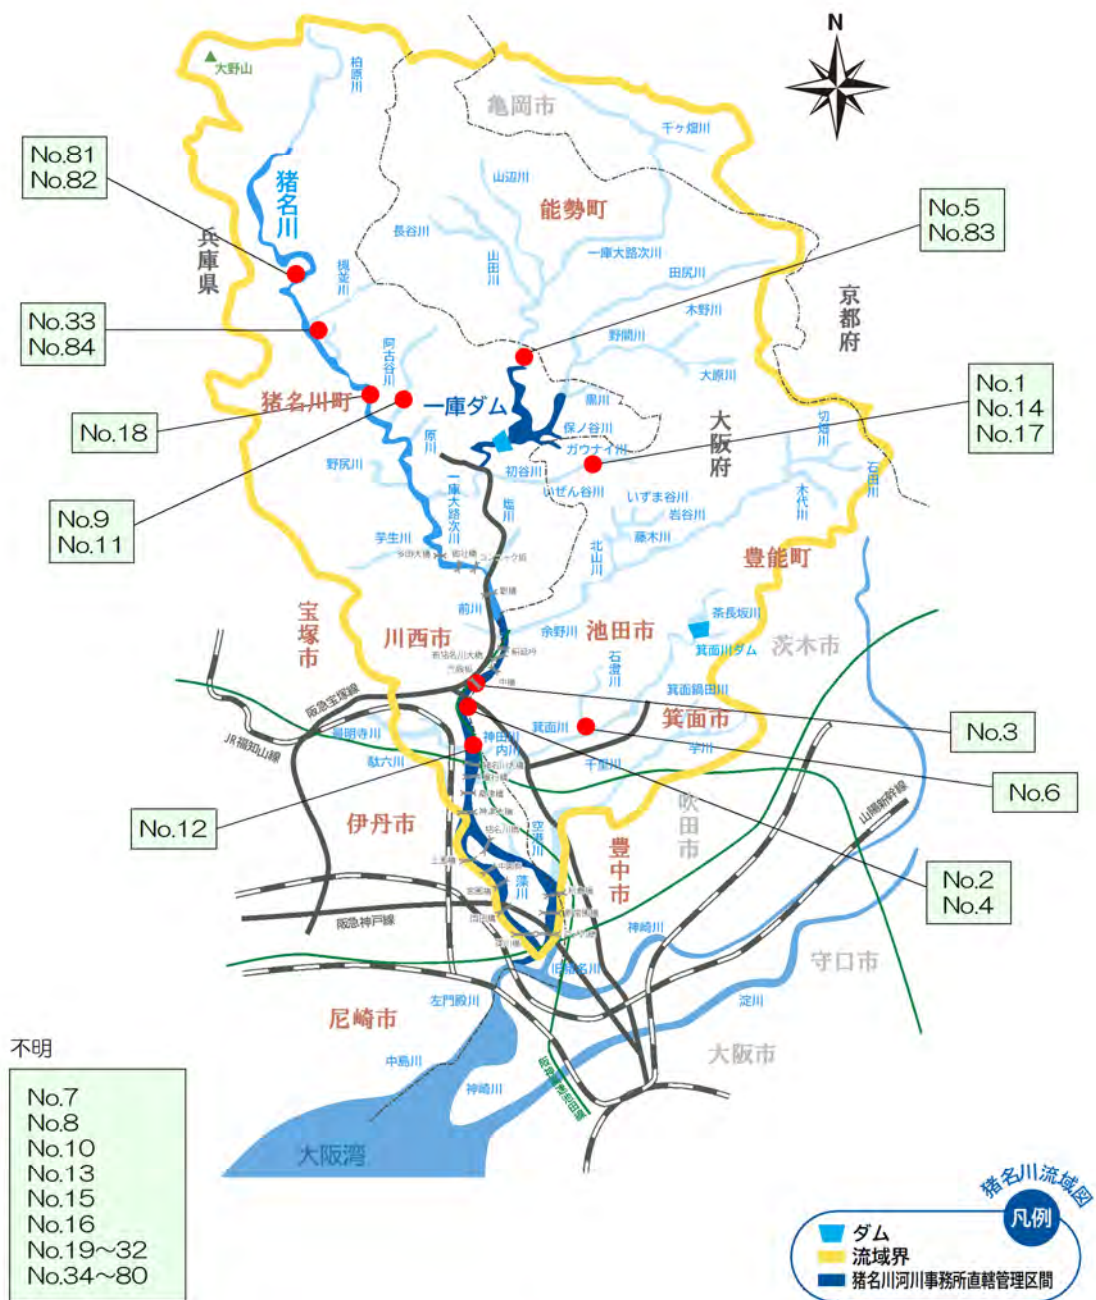 N
大野山
柏原川
亀岡市
千ヶ畑川
No.81
No.82
猪名川
山辺川
能勢町
No.5
No.83
兵庫県
長谷川
山田川
一庫大路次川
田尻川
槻並川
木野川
京都府
No.33
No.84
野間川
阿古谷川
大原川
No.1
No.14
No.17
猪名川町
一庫ダム
黒川
大阪府
No.18
原川
保ノ谷川
ガウナイ川
切畑川
野尻川
初谷川
石田川
No.9
No.11
一庫大路次川
塩川
いぜん谷川
いずま谷川
岩谷川
木代川
芋生川
北山川
藤木川
豊能町
前川
茶長坂川
宝塚市
川西市
余野川
池田市
箕面川ダム
茨木市
石澄川
阪急宝塚線
箕面鍋田川
箕面市
No.3
JR福知山線
最明寺川
神田川
内川
箕面川
芋川
駄六川
千里川
No.6
No.12
伊丹市
空港川
吹田市
山陽新幹線
豊中市
藻川
No.2
No.4
阪急神戸線
神崎川
守口市
旧猪名川
左門殿川
淀川
尼崎市
大阪市
不明
中島川
神崎川
No.7
No.8
No.10
No.13
No.15
No.16
No.19～32
No.34～80
大阪湾
猪名川流域図
凡例
ダム
流域界
猪名川河川事務所直轄管理区間